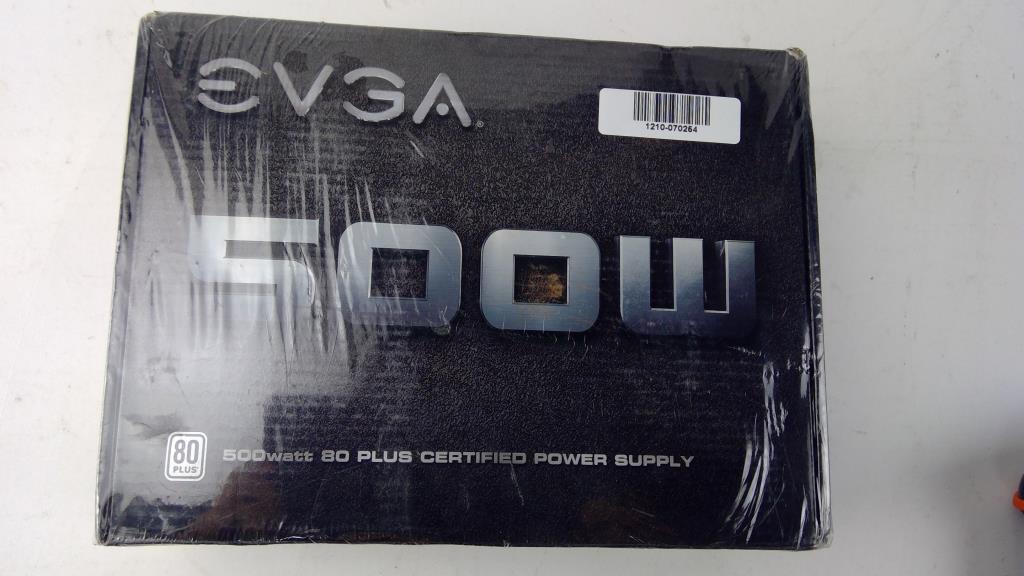 EVGA
1210-070264
500W
80
PLUS
500watt 80 PLUS CERTIFIED POWER SUPPLY